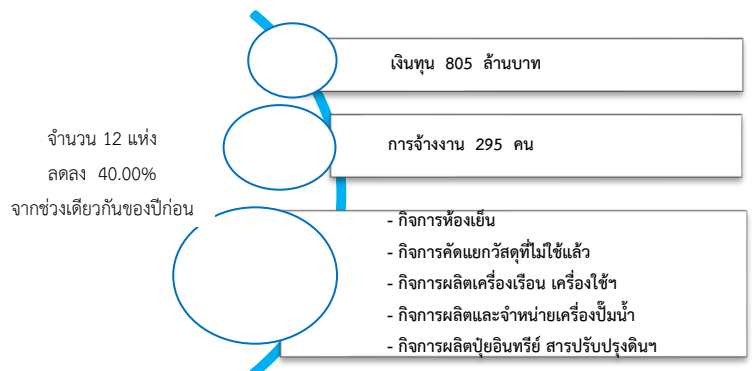 เงินทุน 805 ล้านบาท
จำนวน 12 แห่ง
ลดลง 40.00%
จากช่วงเดียวกันของปีก่อน
การจ้างงาน 295 คน
- กิจการห้องเย็น
- กิจการคัดแยกวัสดุที่ไม่ใช้แล้ว
- กิจการผลิตเครื่องเรือน เครื่องใช้ฯ
- กิจการผลิตและจำหน่ายเครื่องปั๊มน้ำ
- กิจการผลิตปุ๋ยอินทรีย์ สารปรับปรุงดินฯ